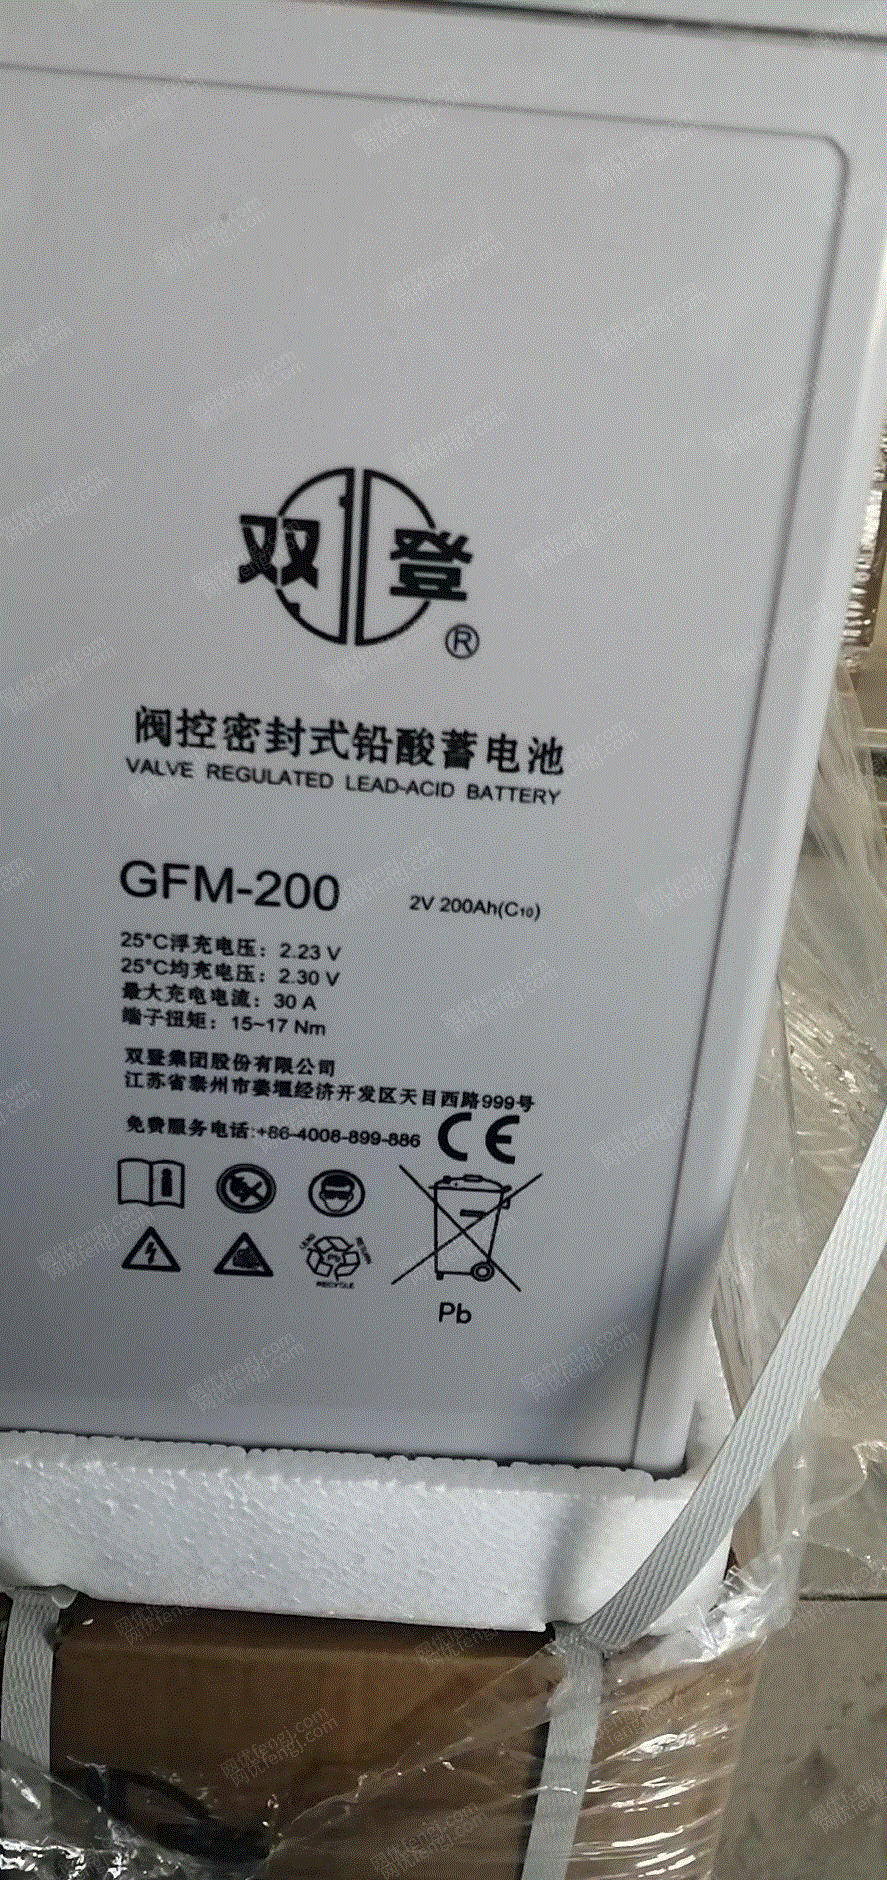 双登
®
阀控密封式铅酸蓄电池
VALVE REGULATED LEAD-ACID BATTERY
GFM-200 2V 200Ah(C₁₀)
25°C浮充电压：2.23 V
25°C均充电压：2.30 V
最大充电电流：30 A
端子扭矩：15~17 Nm
双登集团股份有限公司
江苏省泰州市姜堰经济开发区天目西路999号
免费服务电话:+86-4008-899-886
CE
Pb
LEAD RETURN
RECYCLE
Pb